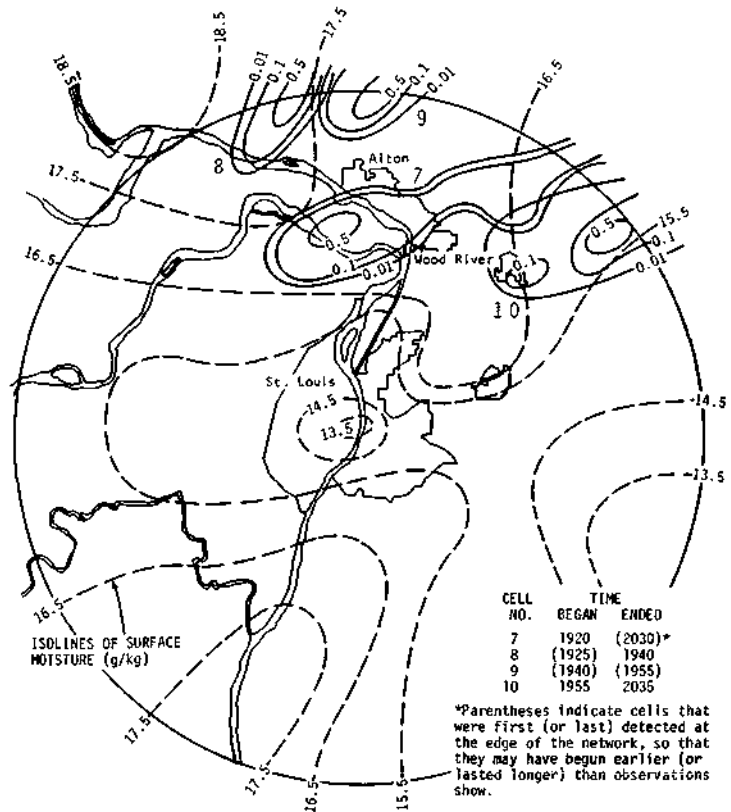 18.5
18.5
17.5
0.01
0.1
0.5
0.5
0.1
0.01
16.5
9
8
Alton
7
17.5
0.5
15.5
0.1
0.01
16.5
0.5
0.1
0.01
Wood River
0.1
10
St. Louis
14.5
13.5
14.5
13.5
16.5
ISOLINES OF SURFACE
MOISTURE (g/kg)
17.5
17.5
16.5
15.5
CELL TIME
NO. BEGAN ENDED
7 1920 (2030)*
8 (1925) 1940
9 (1940) (1955)
10 1955 2035
*Parentheses indicate cells that
were first (or last) detected at
the edge of the network, so that
they may have begun earlier (or
lasted longer) than observations
show.